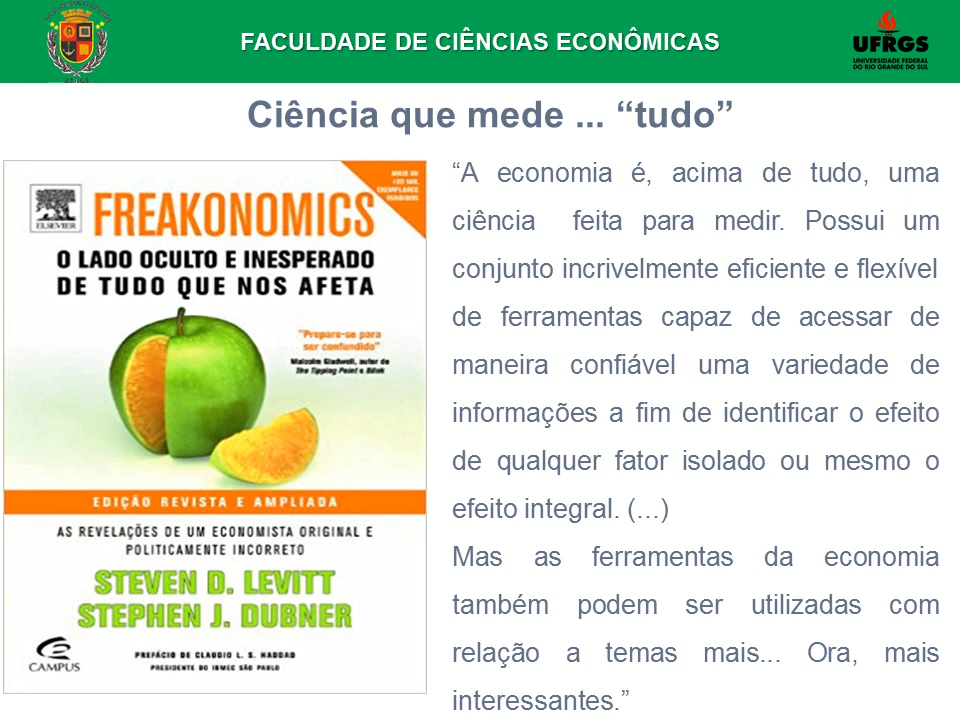 FACULDADE DE CIÊNCIAS ECONÔMICAS
UFRGS
UNIVERSIDADE FEDERAL
DO RIO GRANDE DO SUL
UFRGS
Ciência que mede ... “tudo”
MAIS DE
EXEMPLARES
VENDIDOS
ELSEVIER
FREAKONOMICS
O LADO OCULTO E INESPERADO
DE TUDO QUE NOS AFETA
"Prepare-se para
ser confundido"
Malcolm Gladwell, autor de
The Tipping Point e Blink
EDIÇÃO REVISTA E AMPLIADA
AS REVELAÇÕES DE UM ECONOMISTA ORIGINAL E
POLITICAMENTE INCORRETO
STEVEN D. LEVITT
STEPHEN J. DUBNER
PREFÁCIO DE CLAUDIO L. S. HADDAD
PRESIDENTE DO IBMEC SÃO PAULO
CAMPUS
“A economia é, acima de tudo, uma
ciência feita para medir. Possui um
conjunto incrivelmente eficiente e flexível
de ferramentas capaz de acessar de
maneira confiável uma variedade de
informações a fim de identificar o efeito
de qualquer fator isolado ou mesmo o
efeito integral. (...)
Mas as ferramentas da economia
também podem ser utilizadas com
relação a temas mais... Ora, mais
interessantes.”